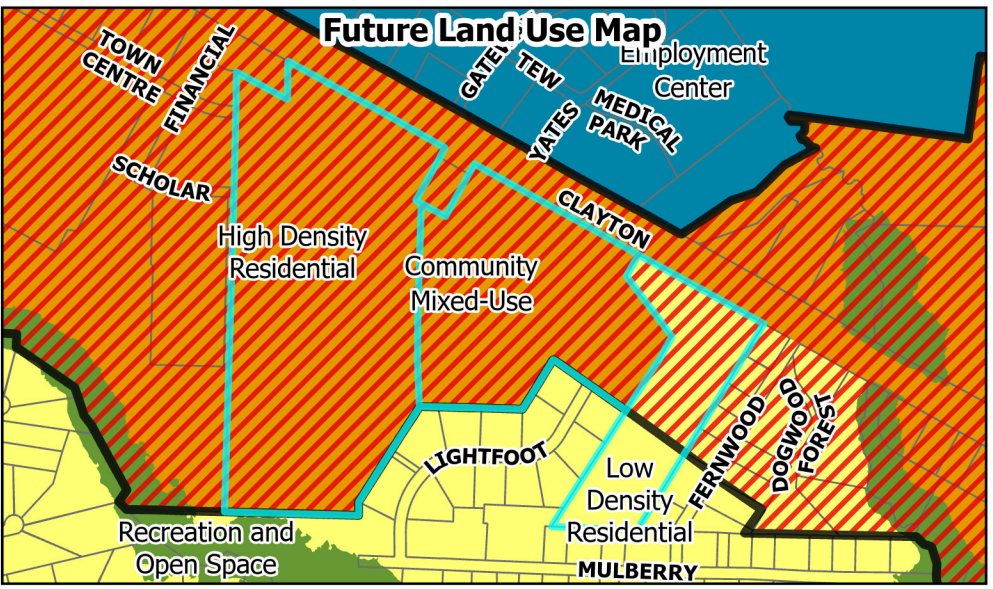 Future Land Use Map
TOWN
CENTRE
FINANCIAL
SCHOLAR
TEW
Employment
Center
YATES
MEDICAL
PARK
CLAYTON
High Density
Residential
Community
Mixed-Use
LIGHTFOOT
FERNWOOD
DOGWOOD
FOREST
Low
Density
Residential
Recreation and
Open Space
MULBERRY